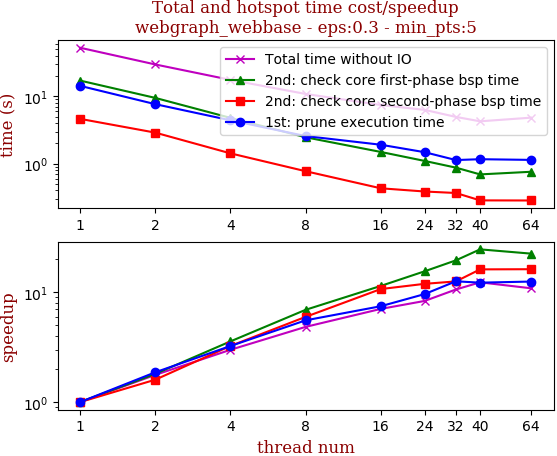 Total and hotspot time cost/speedup
webgraph_webbase - eps:0.3 - min_pts:5
time (s)
10¹
10⁰
Total time without IO
2nd: check core first-phase bsp time
2nd: check core second-phase bsp time
1st: prune execution time
1 2 4 8 16 24 32 40 64
speedup
10¹
10⁰
1 2 4 8 16 24 32 40 64
thread num